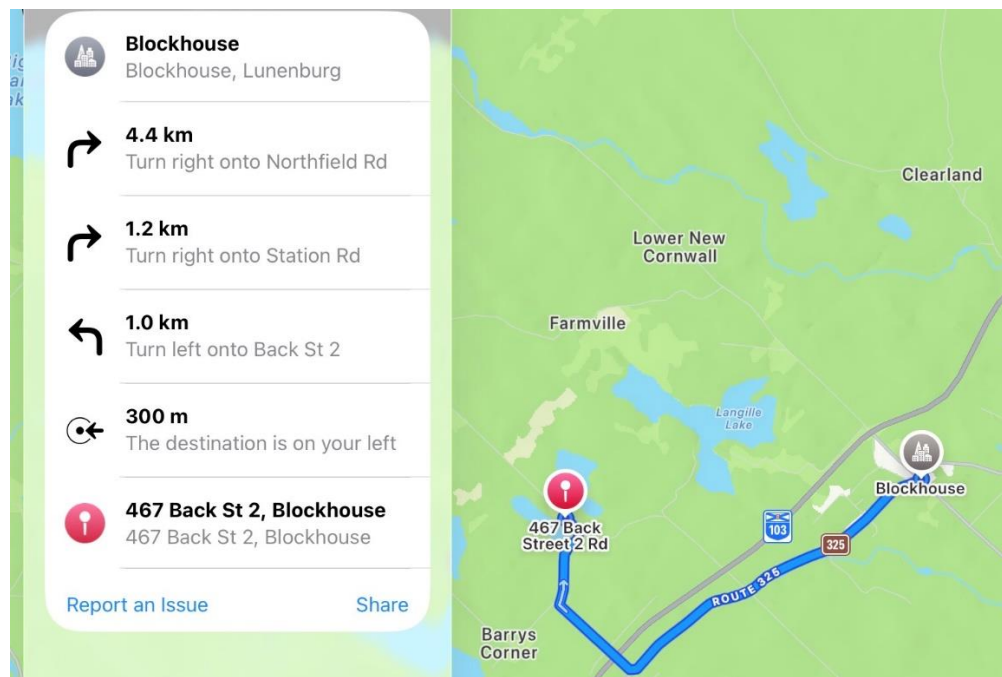 Blockhouse
Blockhouse, Lunenburg
4.4 km
Turn right onto Northfield Rd
1.2 km
Turn right onto Station Rd
1.0 km
Turn left onto Back St 2
300 m
The destination is on your left
467 Back St 2, Blockhouse
467 Back St 2, Blockhouse
Report an Issue
Share
Clearland
Lower New
Cornwall
Farmville
Langille
Lake
Blockhouse
467 Back
Street 2 Rd
103
325
ROUTE 325
Barrys
Corner